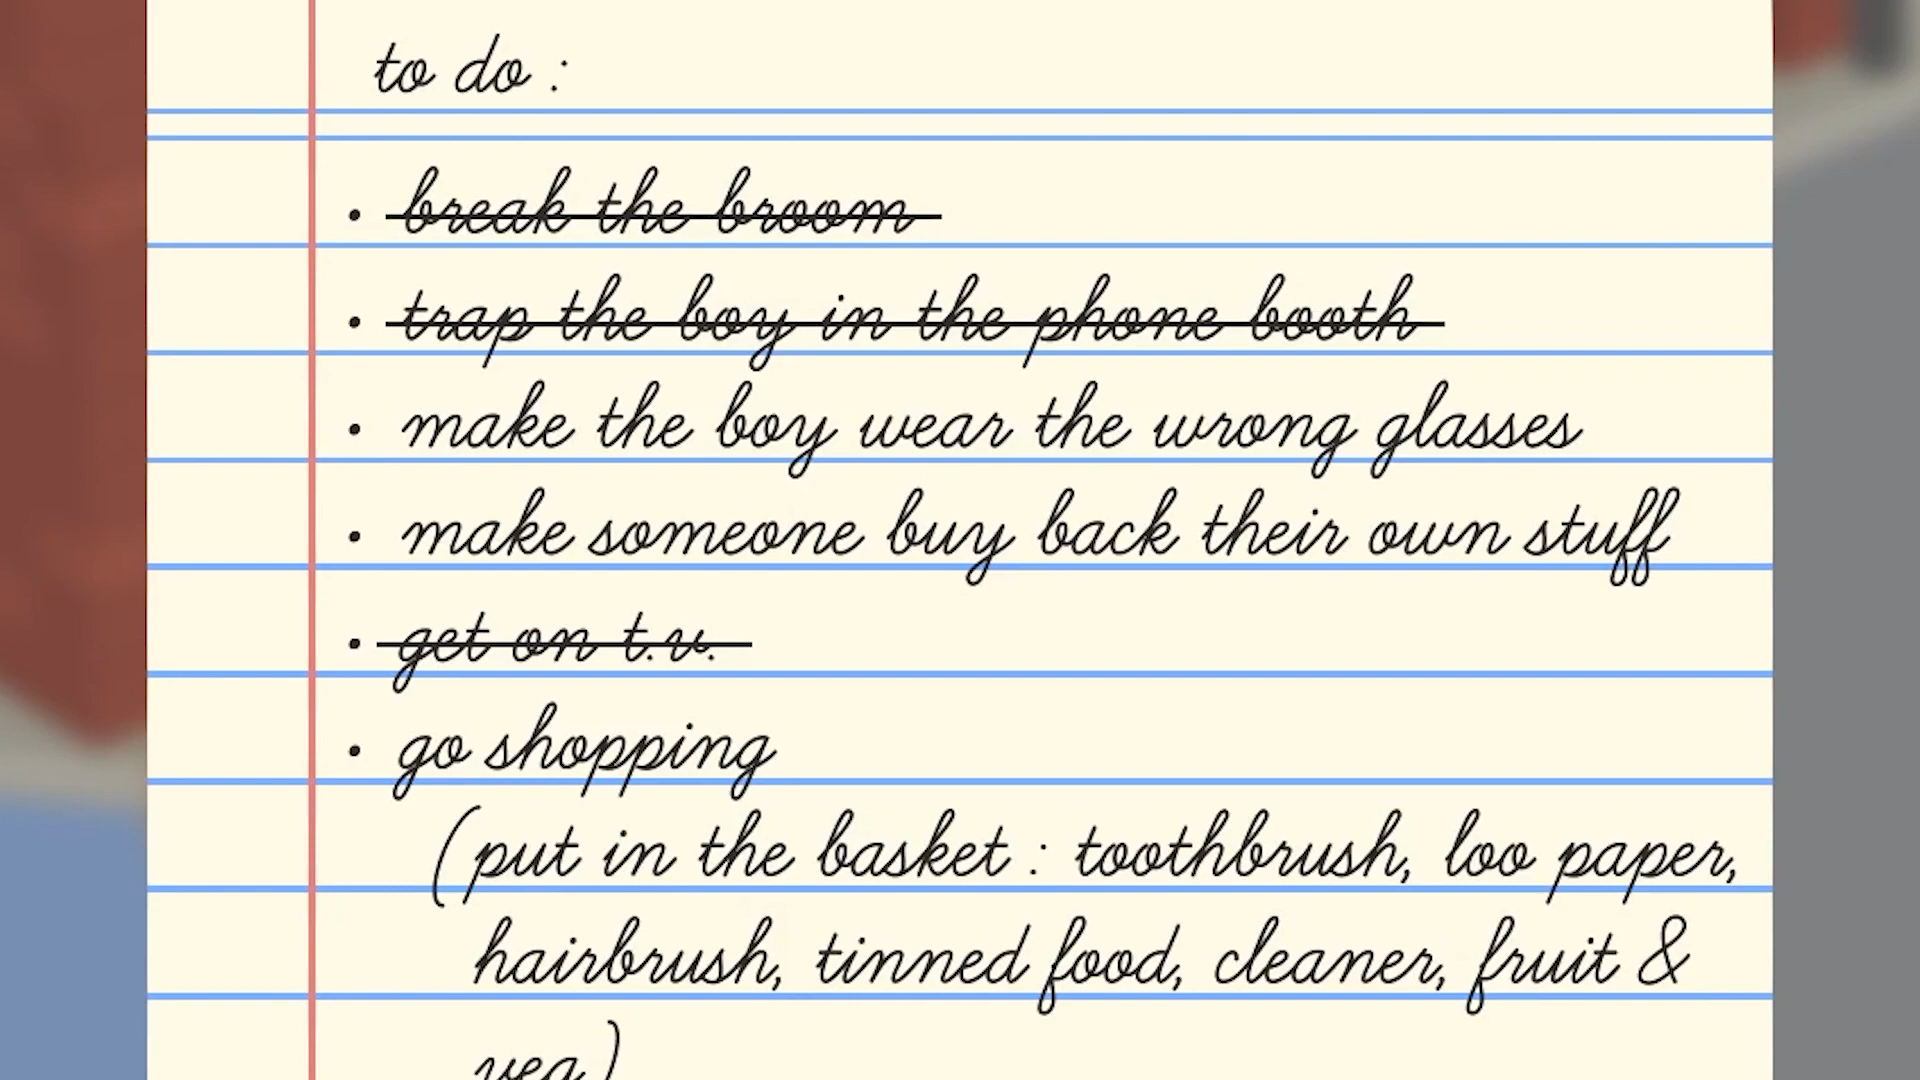 to do :
• break the broom
• trap the boy in the phone booth
• make the boy wear the wrong glasses
• make someone buy back their own stuff
• get on t.v.
• go shopping
(put in the basket : toothbrush, loo paper,
hairbrush, tinned food, cleaner, fruit &
veg)